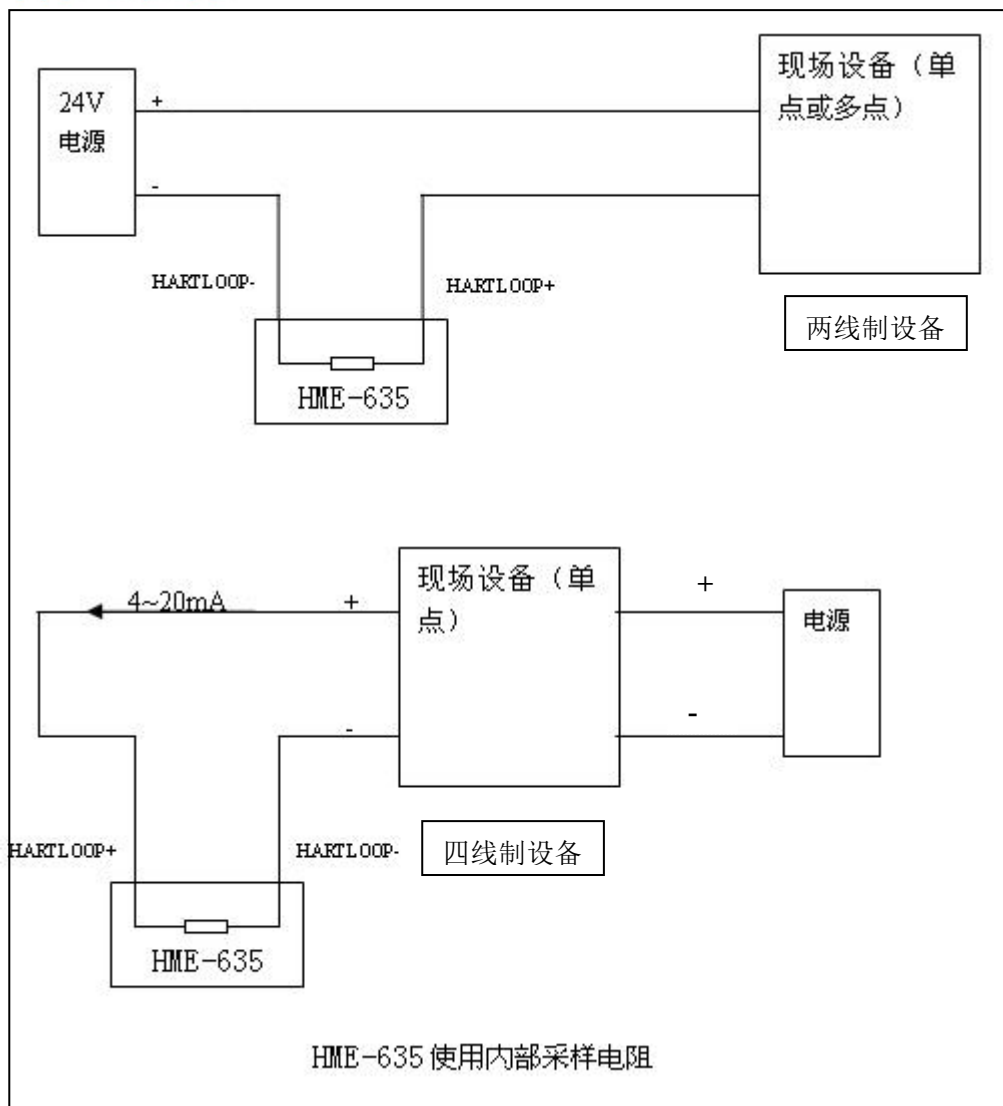 24V
电源
+
-
现场设备（单
点或多点）
HARTLOOP-
HARTLOOP+
HME-635
两线制设备
4~20mA
+
-
现场设备（单
点）
+
-
电源
HARTLOOP+
HARTLOOP-
四线制设备
HME-635
HME-635 使用内部采样电阻